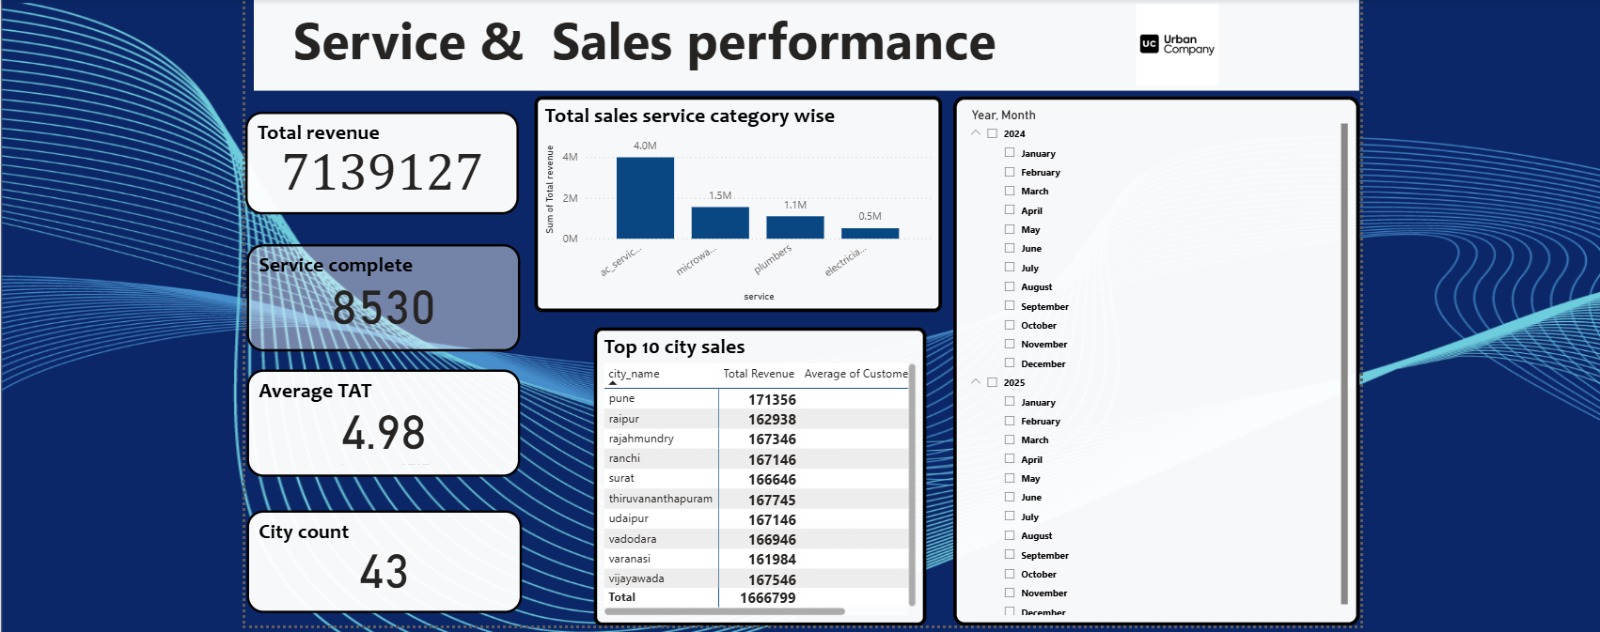 Service & Sales performance
UC Urban
Company
Total revenue
7139127
Service complete
8530
Average TAT
4.98
City count
43
Total sales service category wise
Sum of Total revenue
4M
2M
0M
4.0M
1.5M
1.1M
0.5M
ac_servic...
microwa...
plumbers
electricia...
service
Top 10 city sales
city_name Total Revenue Average of Custome
pune 171356
raipur 162938
rajahmundry 167346
ranchi 167146
surat 166646
thiruvananthapuram 167745
udaipur 167146
vadodara 166946
varanasi 161984
vijayawada 167546
Total 1666799
Year, Month
2024
January
February
March
April
May
June
July
August
September
October
November
December
2025
January
February
March
April
May
June
July
August
September
October
November
December